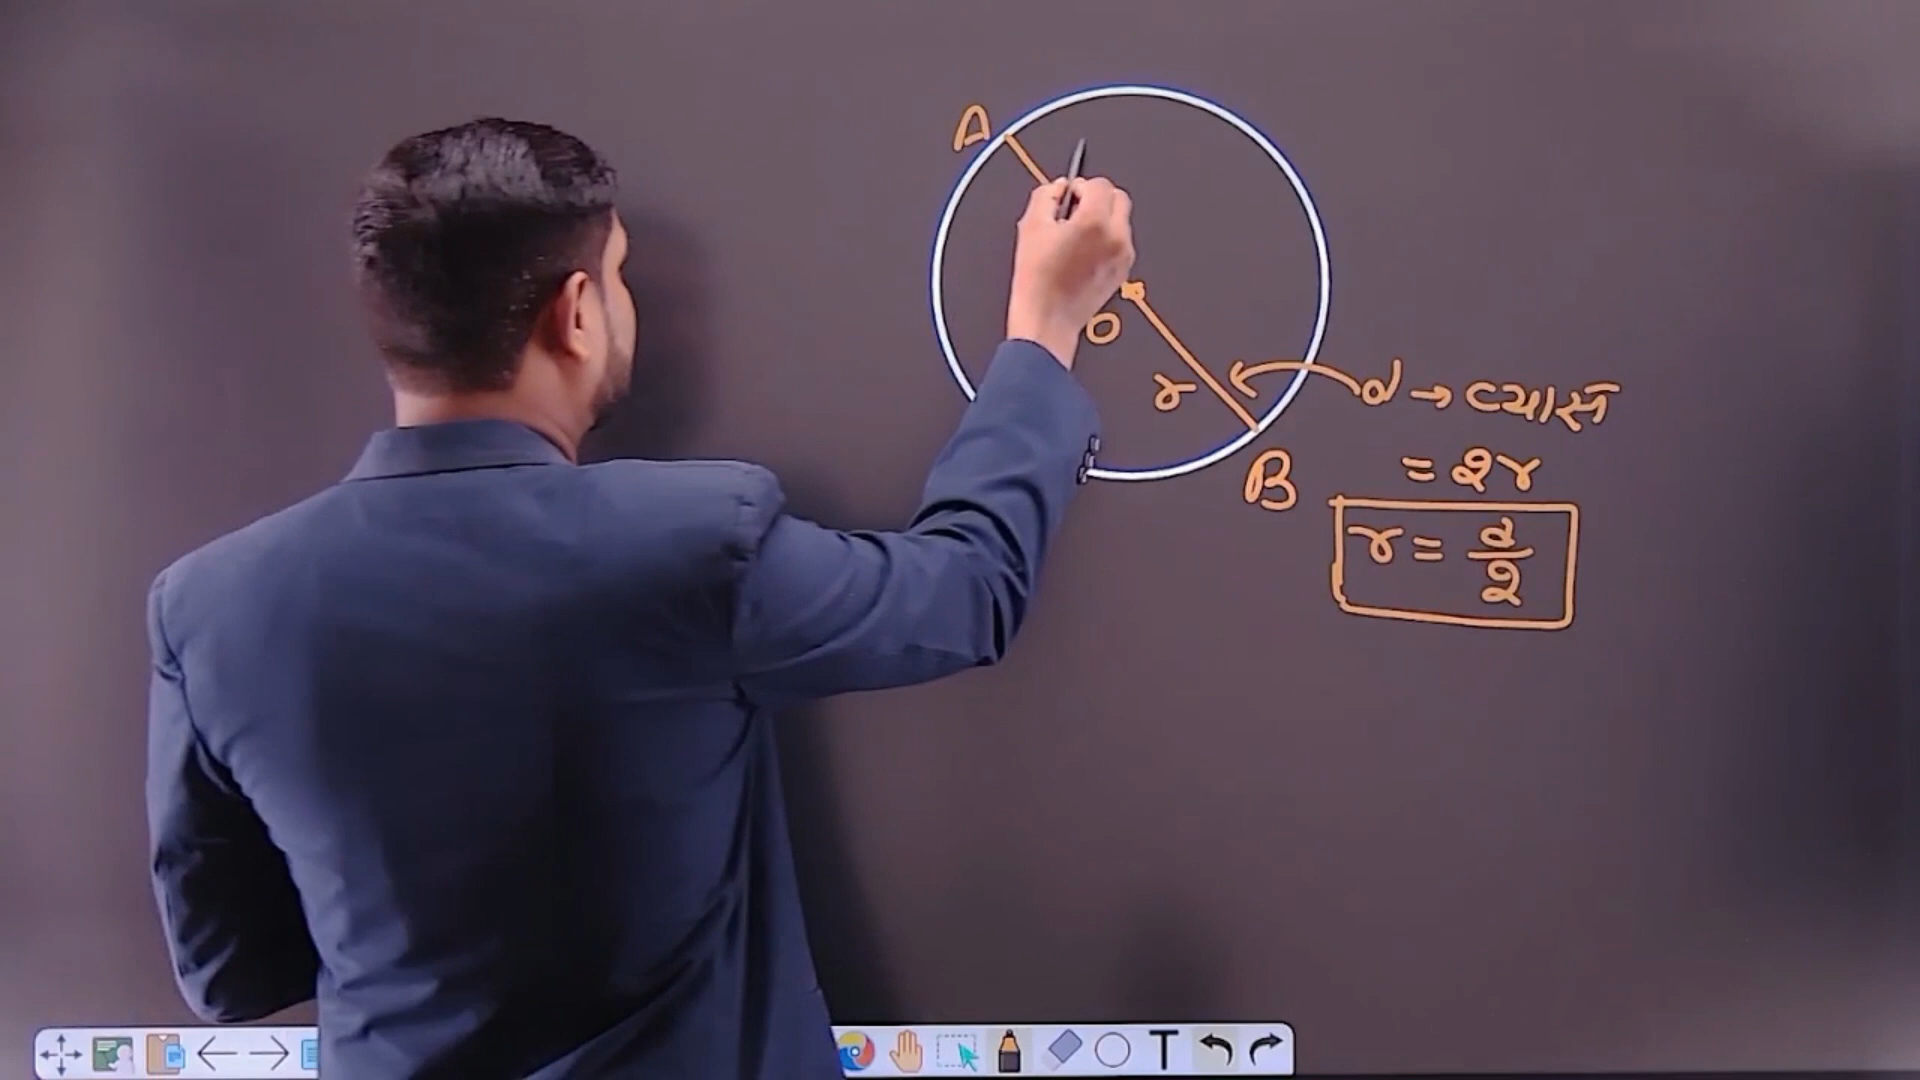 A
O
r
d → व्यास
B
= 2r
r = d/2
T